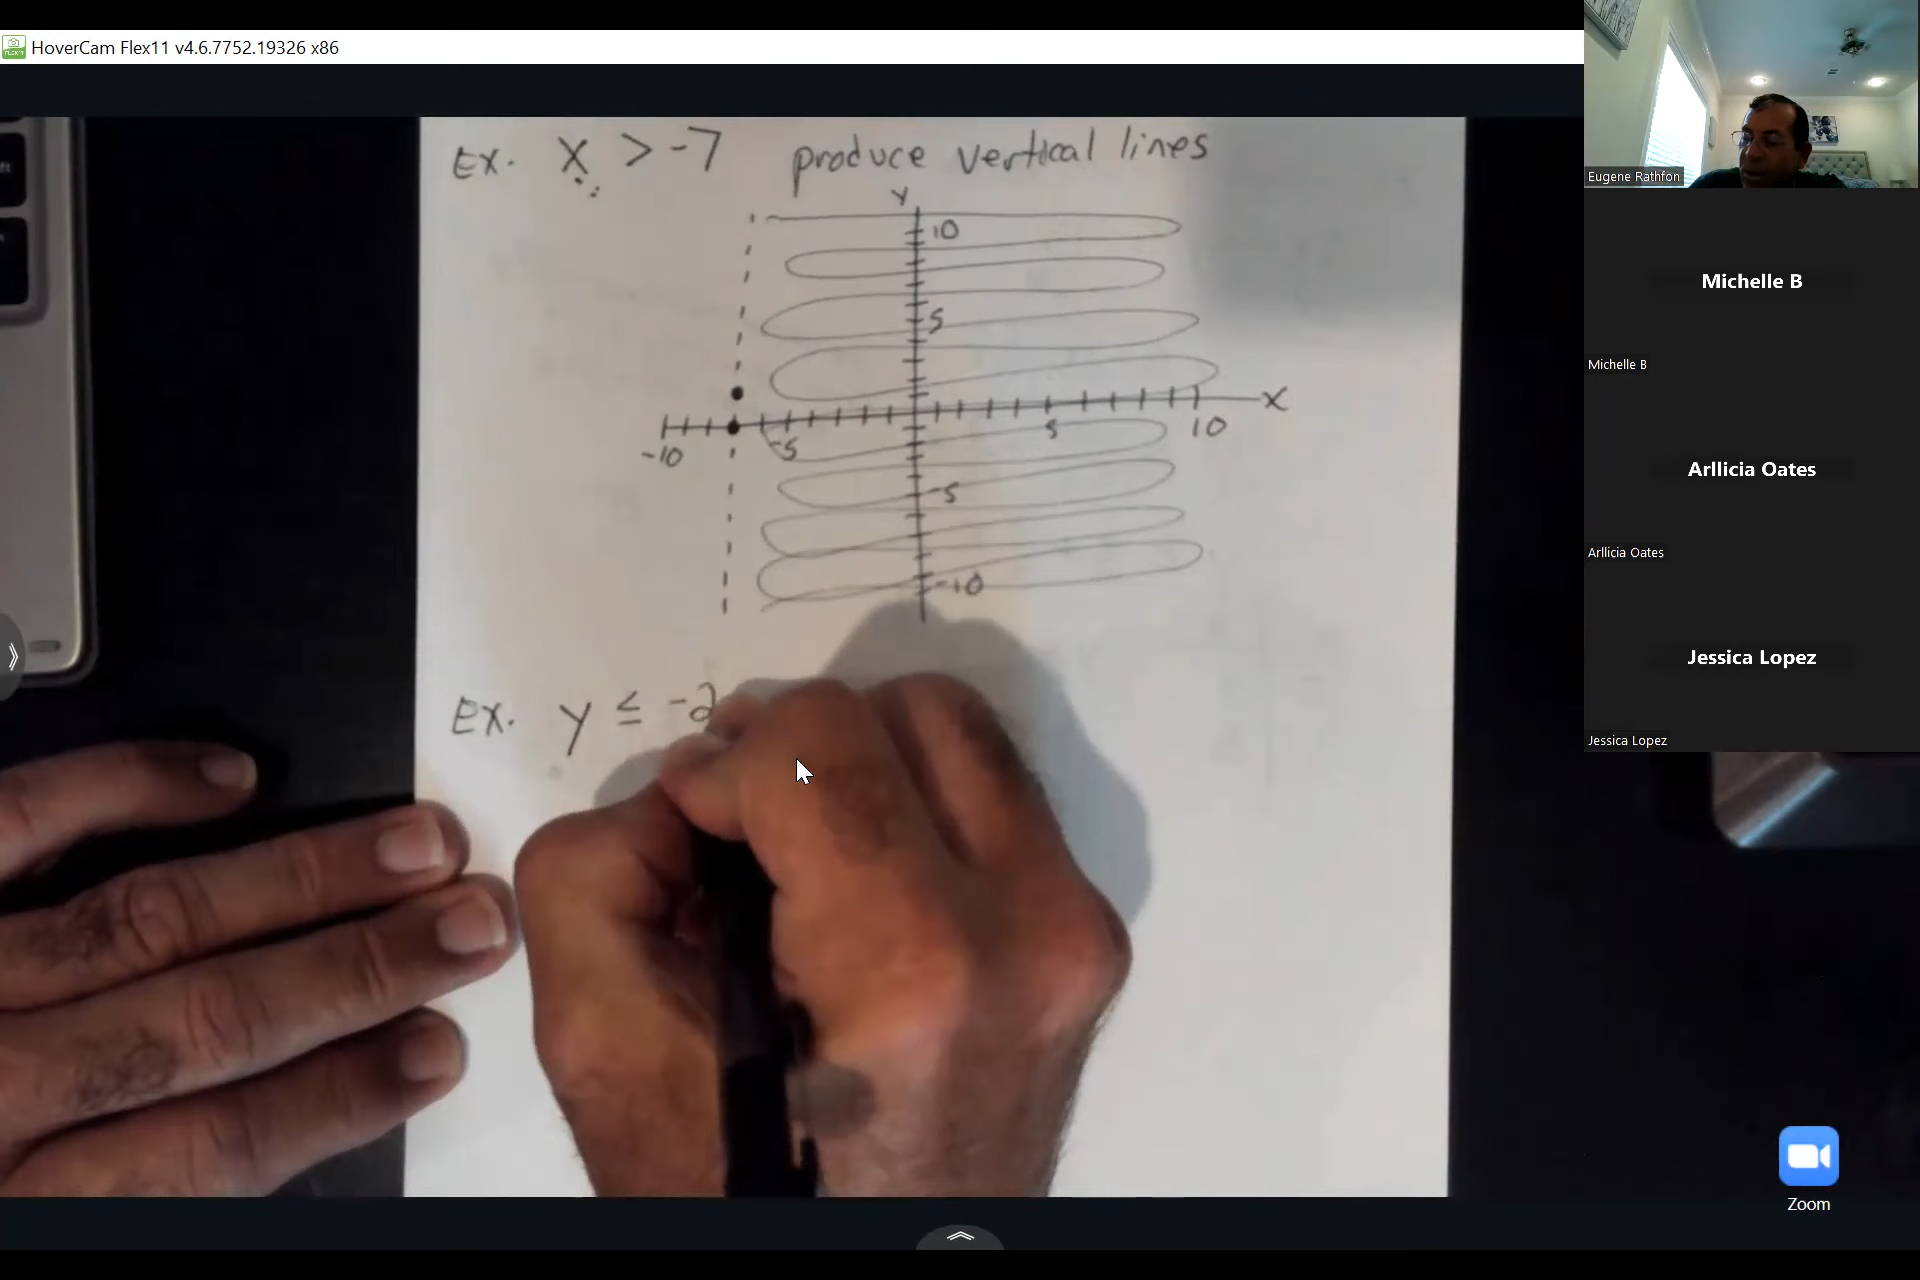 HoverCam Flex11 v4.6.7752.19326 x86
Ex. x > -7 produce vertical lines
y
10
5
x
-10
-5
5
10
-5
-10
Ex. y ≤ -2
Eugene Rathfon
Michelle B
Michelle B
Arllicia Oates
Arllicia Oates
Jessica Lopez
Jessica Lopez
Zoom